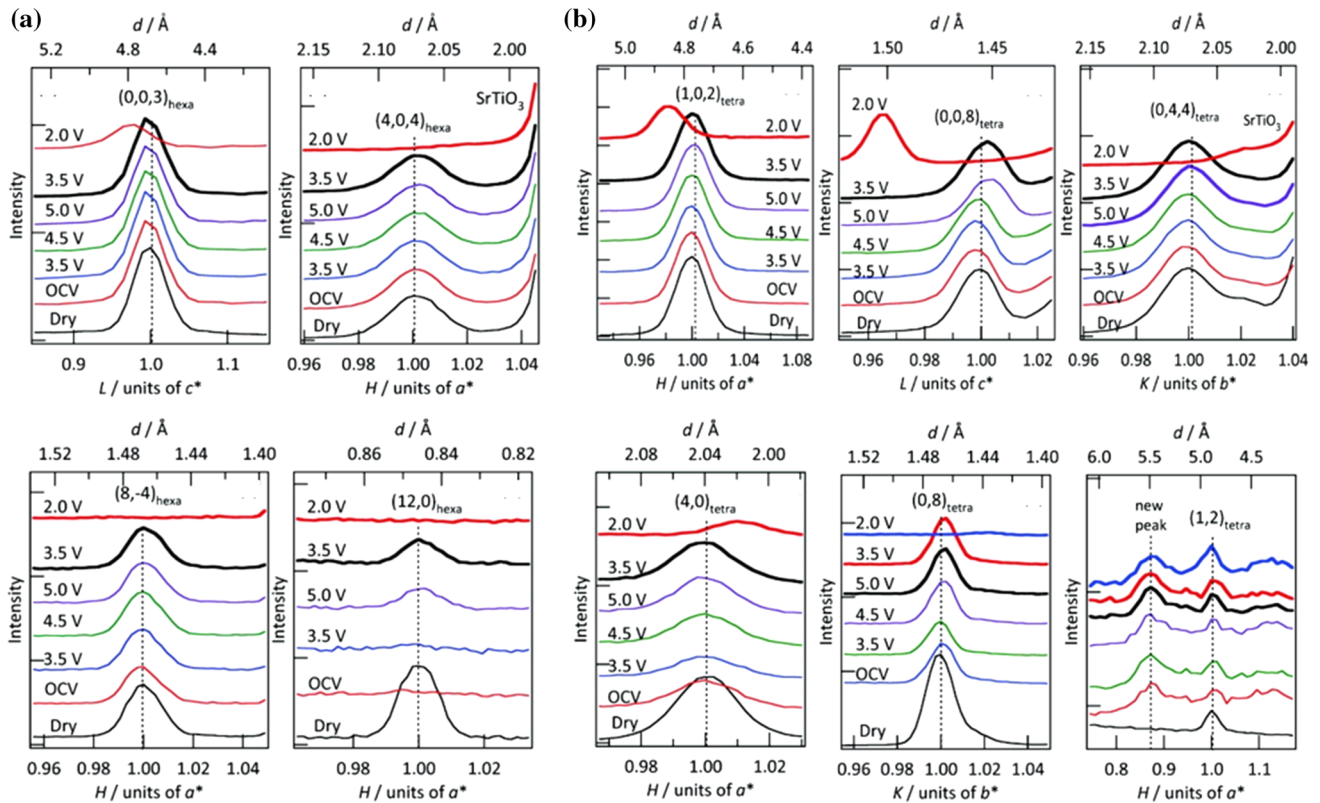 (a)
d / Å
5.2 4.8 4.4
(0,0,3)hexa
2.0 V
3.5 V
5.0 V
4.5 V
3.5 V
OCV
Dry
Intensity
0.9 1.0 1.1
L / units of c*
d / Å
2.15 2.10 2.05 2.00
SrTiO3
(4,0,4)hexa
2.0 V
3.5 V
5.0 V
4.5 V
3.5 V
OCV
Dry
Intensity
0.96 0.98 1.00 1.02 1.04
H / units of a*
(b)
d / Å
5.0 4.8 4.6 4.4
(1,0,2)tetra
2.0 V
3.5 V
5.0 V
4.5 V
3.5 V
OCV
Dry
Intensity
0.96 1.00 1.04 1.08
H / units of a*
d / Å
1.50 1.45
2.0 V
(0,0,8)tetra
3.5 V
5.0 V
4.5 V
3.5 V
OCV
Dry
Intensity
0.96 0.98 1.00 1.02
L / units of c*
d / Å
2.15 2.10 2.05 2.00
(0,4,4)tetra
SrTiO3
2.0 V
3.5 V
5.0 V
4.5 V
3.5 V
OCV
Dry
Intensity
0.96 0.98 1.00 1.02 1.04
K / units of b*
d / Å
1.52 1.48 1.44 1.40
(8,-4)hexa
2.0 V
3.5 V
5.0 V
4.5 V
3.5 V
OCV
Dry
Intensity
0.96 0.98 1.00 1.02 1.04
H / units of a*
d / Å
0.86 0.84 0.82
(12,0)hexa
2.0 V
3.5 V
5.0 V
3.5 V
OCV
Dry
Intensity
0.98 1.00 1.02
H / units of a*
d / Å
2.08 2.04 2.00
(4,0)tetra
2.0 V
3.5 V
5.0 V
4.5 V
3.5 V
OCV
Dry
Intensity
0.98 1.00 1.02
H / units of a*
d / Å
1.52 1.48 1.44 1.40
(0,8)tetra
2.0 V
3.5 V
5.0 V
4.5 V
3.5 V
OCV
Dry
Intensity
0.96 0.98 1.00 1.02 1.04
K / units of b*
d / Å
6.0 5.5 5.0 4.5
new
peak
(1,2)tetra
Intensity
0.8 0.9 1.0 1.1
H / units of a*